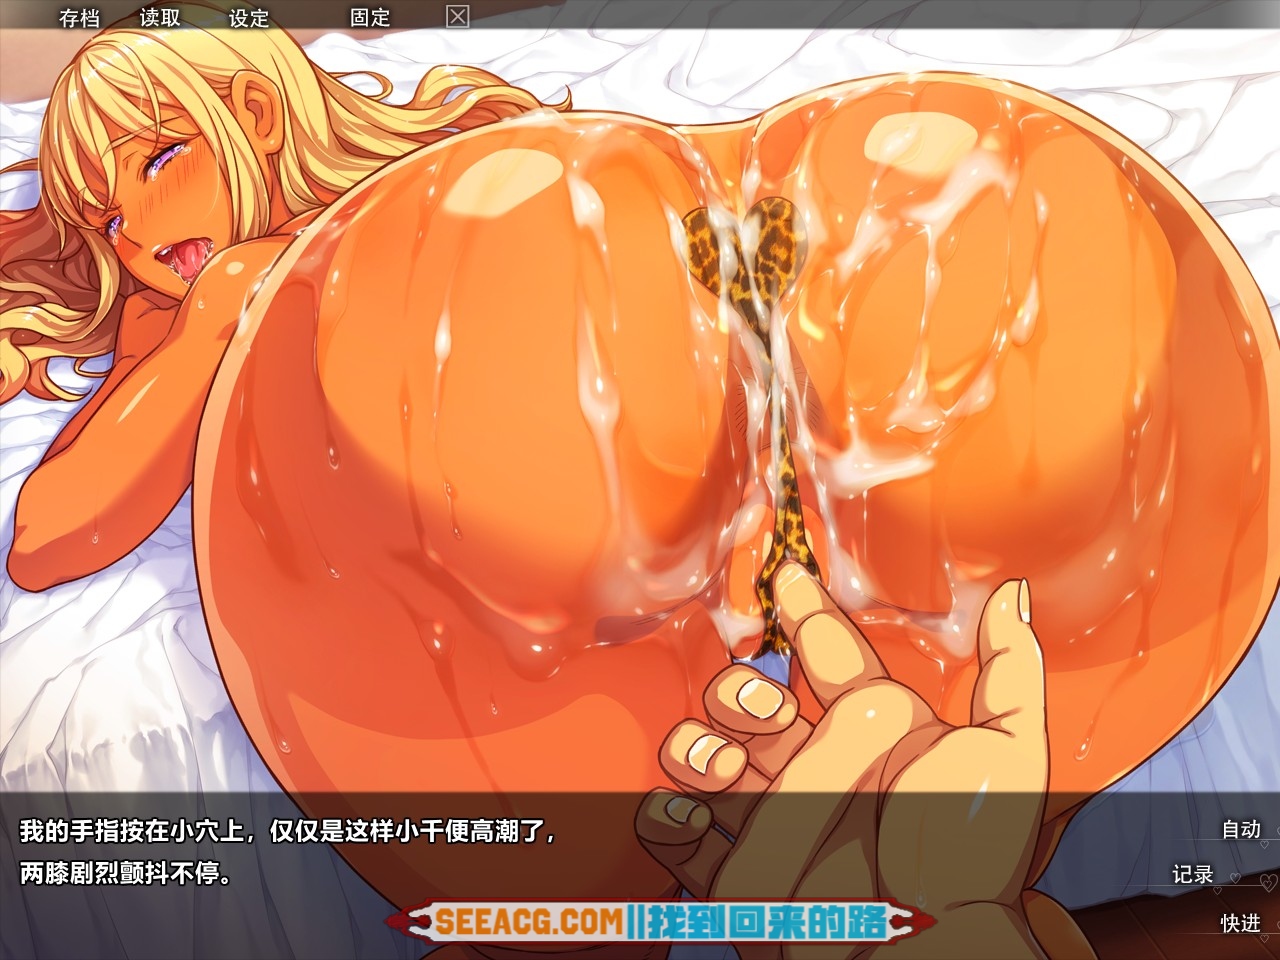 存档 读取 设定 固定
我的手指按在小穴上，仅仅是这样小千便高潮了，
两膝剧烈颤抖不停。
自动
记录
快进
SEEACG.COM||找到回来的路